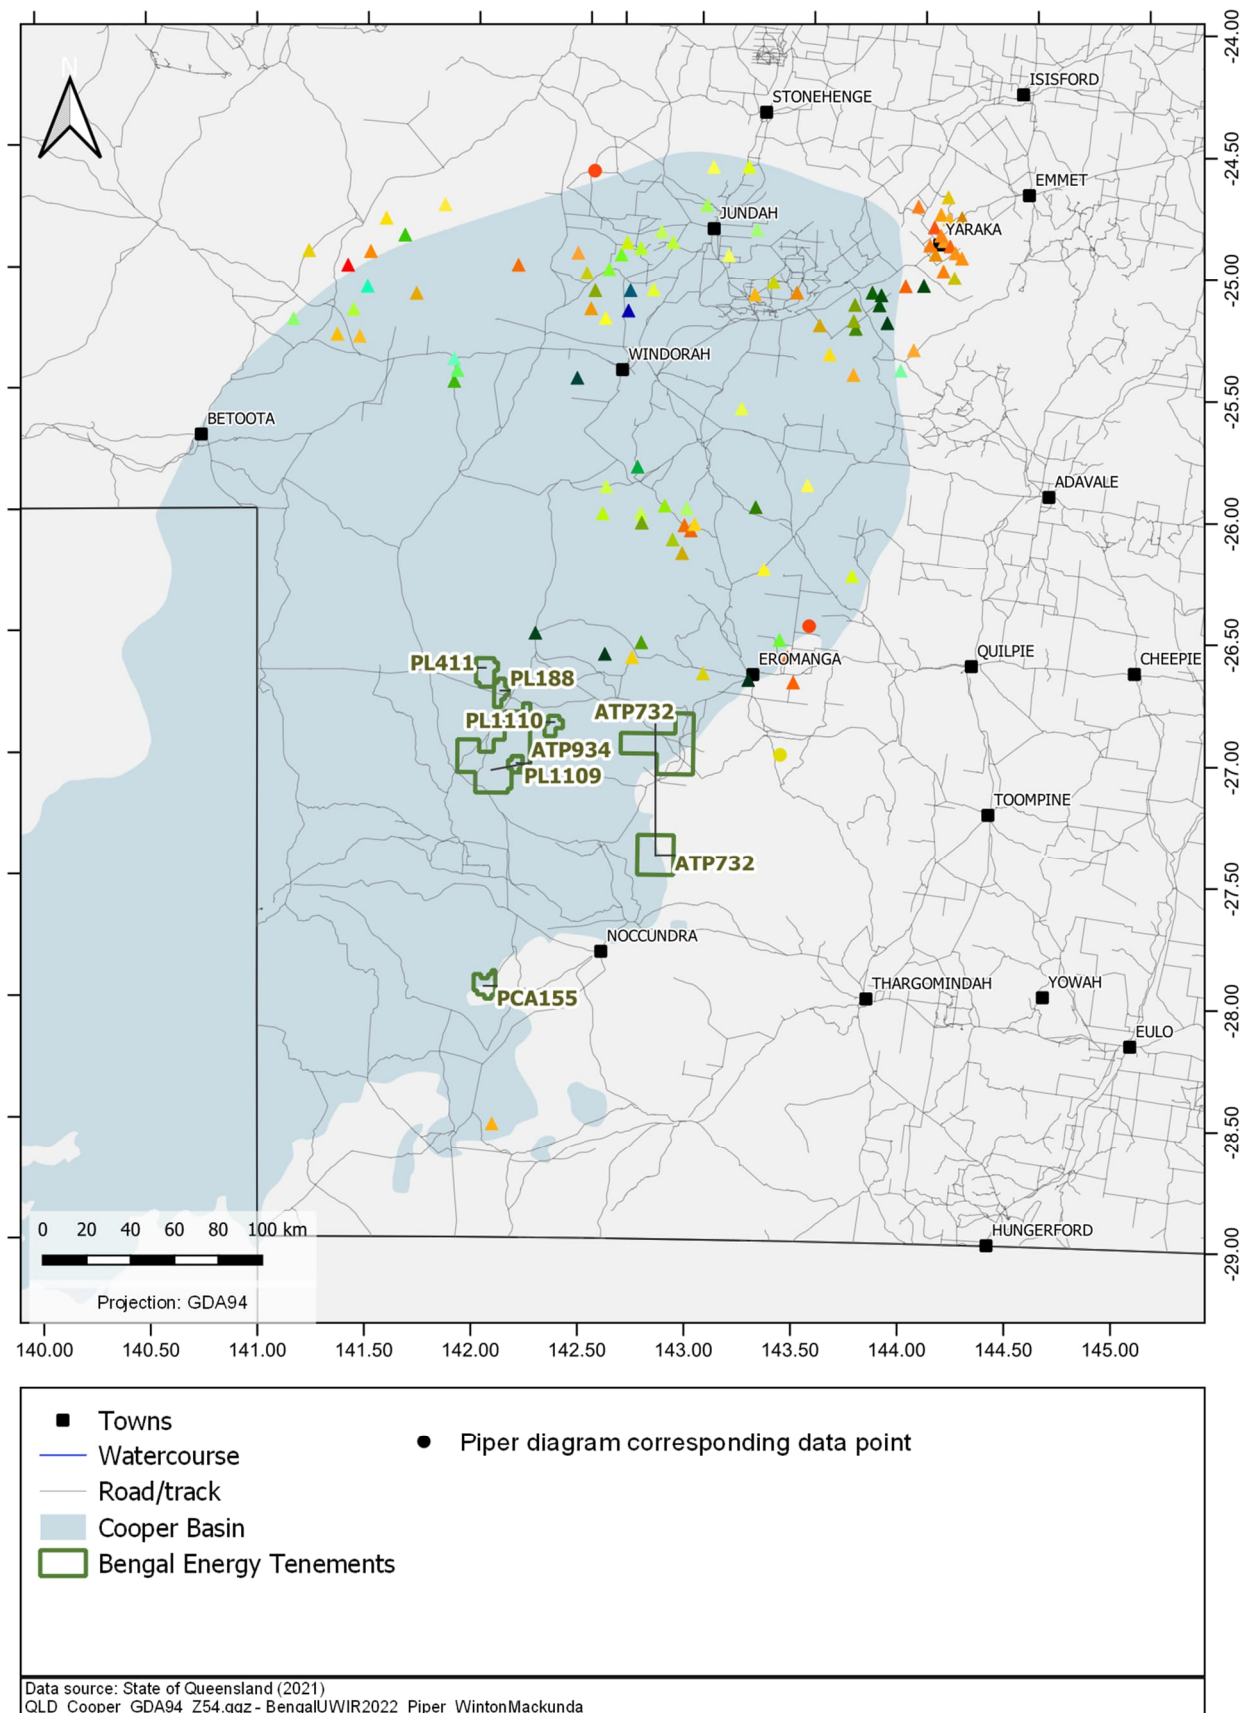 N
-24.00
ISISFORD
STONEHENGE
-24.50
EMMET
JUNDAH
YARAKA
-25.00
WINDORAH
-25.50
BETOOTA
ADAVALE
-26.00
-26.50
PL411
EROMANGA
QUILPIE
CHEEPIE
PL188
PL1110
ATP732
ATP934
-27.00
PL1109
TOOMPINE
ATP732
-27.50
NOCCUNDRA
PCA155
THARGOMINDAH
YOWAH
-28.00
EULO
-28.50
0 20 40 60 80 100 km
HUNGERFORD
-29.00
Projection: GDA94
140.00 140.50 141.00 141.50 142.00 142.50 143.00 143.50 144.00 144.50 145.00
Towns
Piper diagram corresponding data point
Watercourse
Road/track
Cooper Basin
Bengal Energy Tenements
Data source: State of Queensland (2021)
QLD_Cooper_GDA94_Z54.qgz - BengalUWIR2022_Piper_WintonMackunda